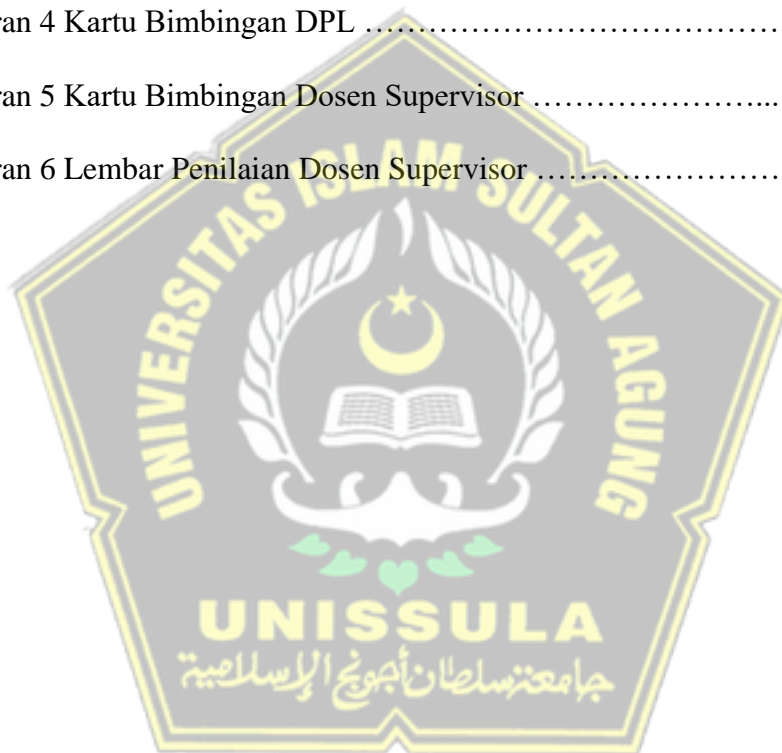 ran 4 Kartu Bimbingan DPL ……………………………………
ran 5 Kartu Bimbingan Dosen Supervisor …………………...
ran 6 Lembar Penilaian Dosen Supervisor ……………………
UNIVERSITAS ISLAM SULTAN AGUNG
UNISSULA
جامعة سلطان أجونج الإسلامية